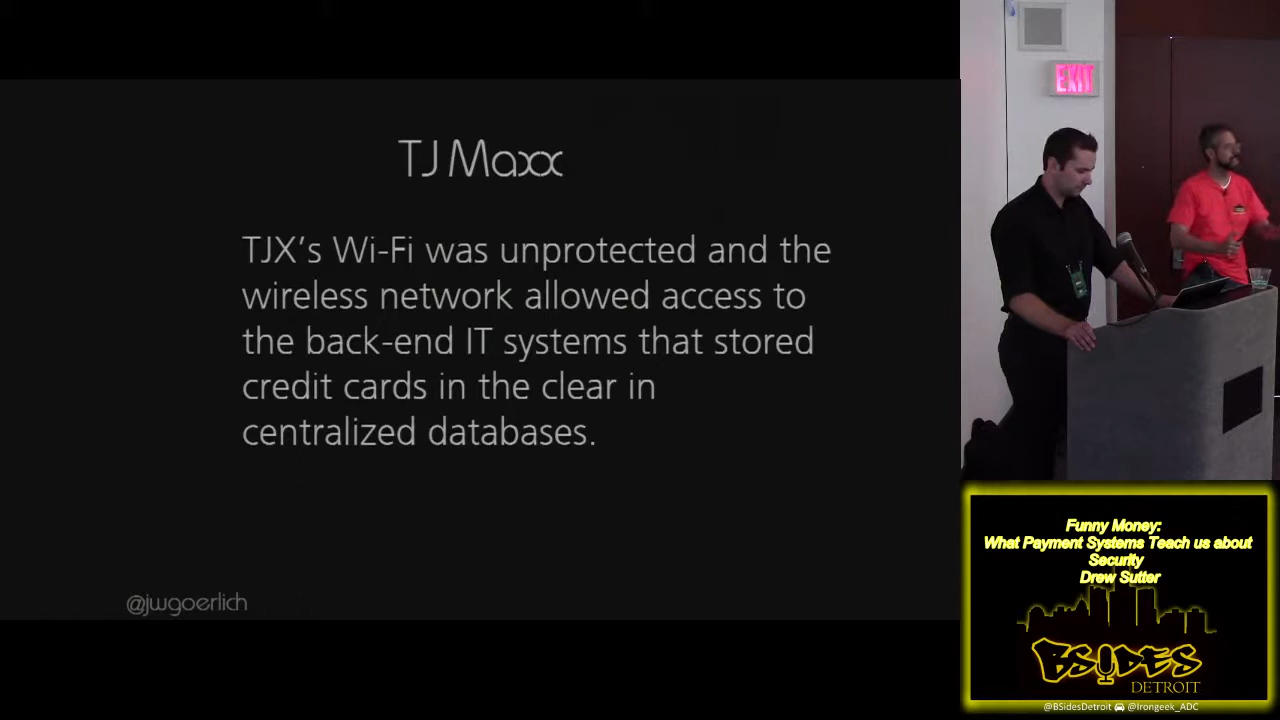 TJ Maxx
TJX's Wi-Fi was unprotected and the
wireless network allowed access to
the back-end IT systems that stored
credit cards in the clear in
centralized databases.
@jwgoerlich
EXIT
Funny Money:
What Payment Systems Teach us about
Security
Drew Sutter
BSIDES
DETROIT
@BSidesDetroit @Irongeek_ADC